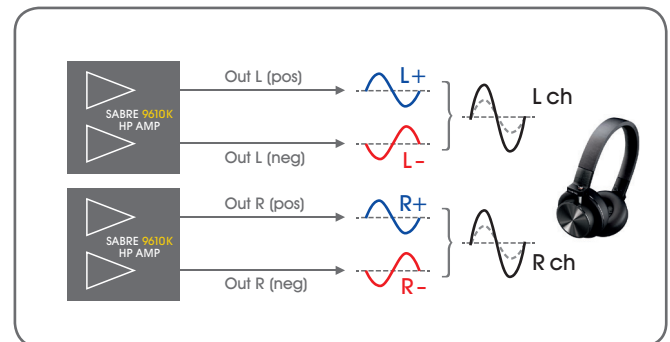 Out L (pos)
L+
SABRE 9610K
HP AMP
L ch
Out L (neg)
L-
Out R (pos)
R+
SABRE 9610K
HP AMP
R ch
Out R (neg)
R-